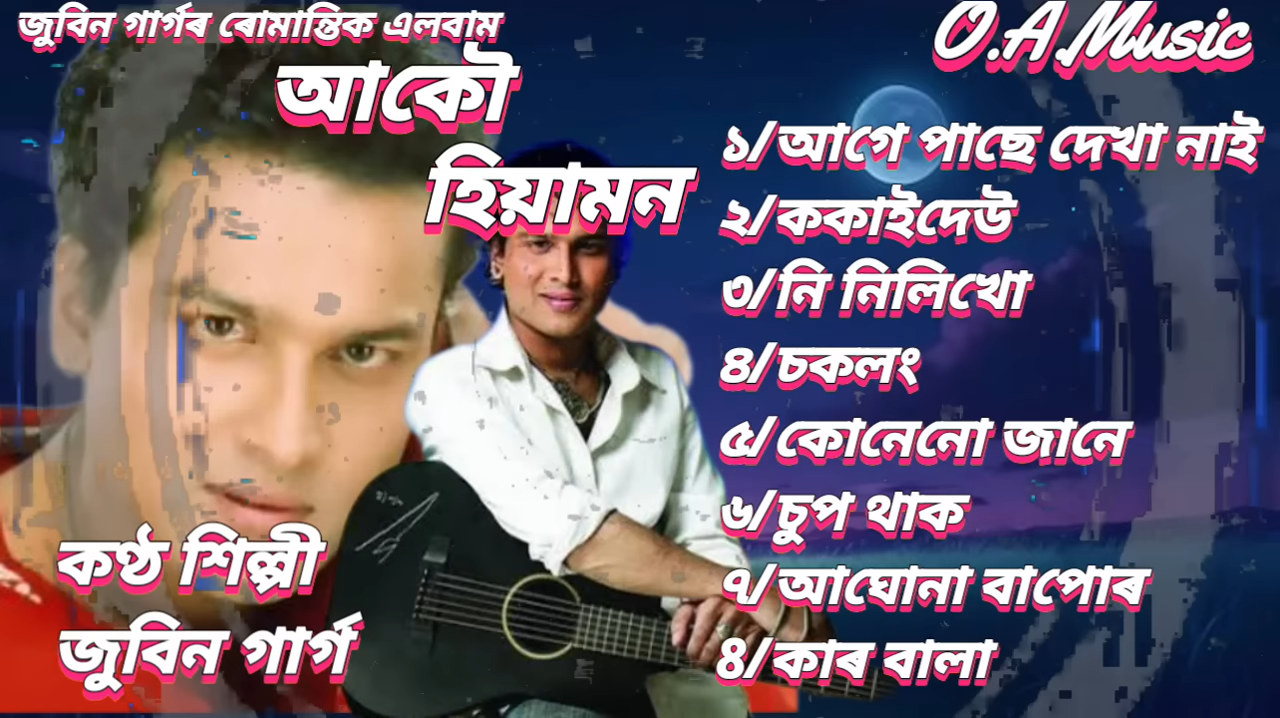 জুবিন গাৰ্গৰ ৰোমান্তিক এলবাম
O.A.Music
আকৌ
হিয়ামন
১/আগে পাছে দেখা নাই
২/ককাইদেউ
৩/নি নিলিখো
৪/চকলং
৫/কোনেনো জানে
৬/চুপ থাক
৭/আঘোনা বাপোৰ
৪/কাৰ বালা
কণ্ঠ শিল্পী
জুবিন গাৰ্গ